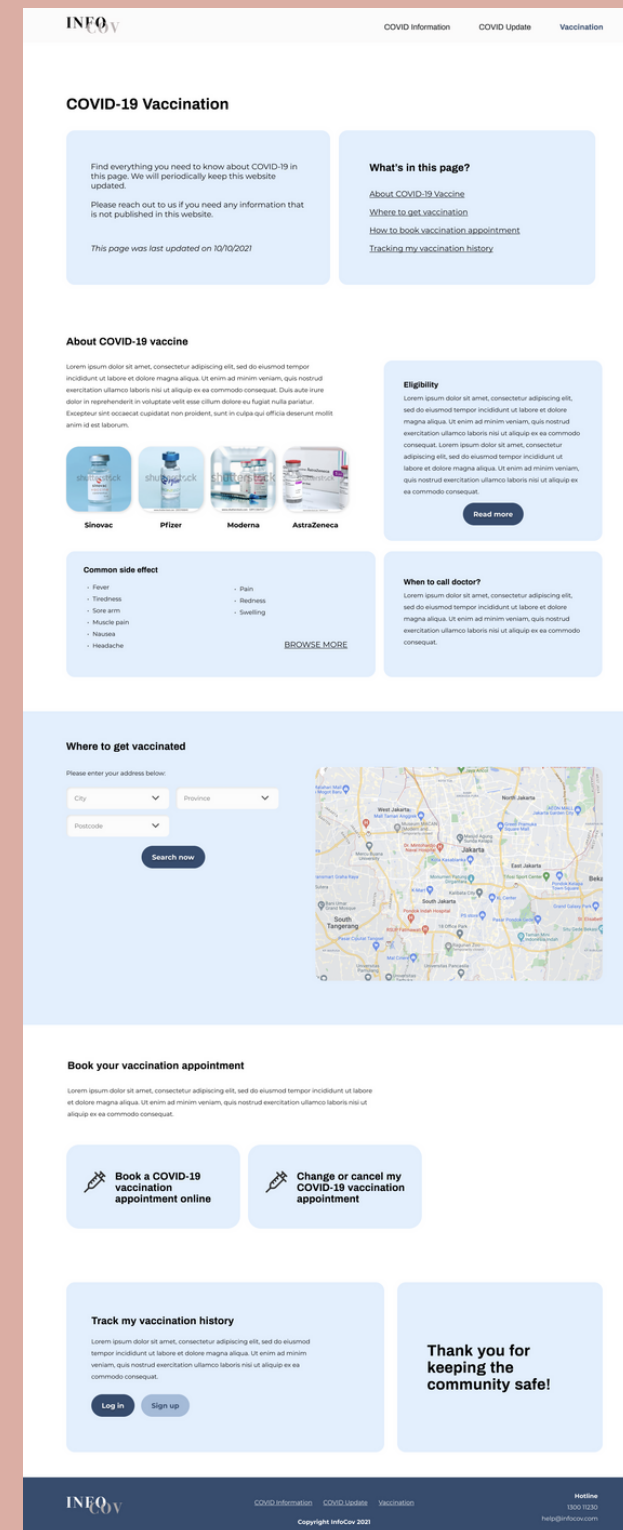 INFO
COV
COVID Information COVID Update Vaccination
COVID-19 Vaccination
Find everything you need to know about COVID-19 in
this page. We will periodically keep this website
updated.
Please reach out to us if you need any information that
is not published in this website.
This page was last updated on 10/10/2021
What's in this page?
About COVID-19 Vaccine
Where to get vaccination
How to book vaccination appointment
Tracking my vaccination history
About COVID-19 vaccine
Lorem ipsum dolor sit amet, consectetur adipiscing elit, sed do eiusmod tempor
incididunt ut labore et dolore magna aliqua. Ut enim ad minim veniam, quis nostrud
exercitation ullamco laboris nisi ut aliquip ex ea commodo consequat. Duis aute irure
dolor in reprehenderit in voluptate velit esse cillum dolore eu fugiat nulla pariatur.
Excepteur sint occaecat cupidatat non proident, sunt in culpa qui officia deserunt mollit
anim id est laborum.
Sinovac Pfizer Moderna AstraZeneca
Eligibility
Lorem ipsum dolor sit amet, consectetur adipiscing elit,
sed do eiusmod tempor incididunt ut labore et dolore
magna aliqua. Ut enim ad minim veniam, quis nostrud
exercitation ullamco laboris nisi ut aliquip ex ea commodo
consequat. Lorem ipsum dolor sit amet, consectetur
adipiscing elit, sed do eiusmod tempor incididunt ut
labore et dolore magna aliqua. Ut enim ad minim veniam,
quis nostrud exercitation ullamco laboris nisi ut aliquip ex
ea commodo consequat.
Read more
Common side effect
• Fever
• Tiredness
• Sore arm
• Muscle pain
• Nausea
• Headache
• Pain
• Redness
• Swelling
BROWSE MORE
When to call doctor?
Lorem ipsum dolor sit amet, consectetur adipiscing elit,
sed do eiusmod tempor incididunt ut labore et dolore
magna aliqua. Ut enim ad minim veniam, quis nostrud
exercitation ullamco laboris nisi ut aliquip ex ea commodo
consequat.
Where to get vaccinated
Please enter your address below:
City Province
Postcode
Search now
North Jakarta
West Jakarta
Jakarta
East Jakarta
South Jakarta
South
Tangerang
Pondok Indah Hospital
Book your vaccination appointment
Lorem ipsum dolor sit amet, consectetur adipiscing elit, sed do eiusmod tempor incididunt ut labore
et dolore magna aliqua. Ut enim ad minim veniam, quis nostrud exercitation ullamco laboris nisi ut
aliquip ex ea commodo consequat.
Book a COVID-19
vaccination
appointment online
Change or cancel my
COVID-19 vaccination
appointment
Track my vaccination history
Lorem ipsum dolor sit amet, consectetur adipiscing elit, sed do eiusmod
tempor incididunt ut labore et dolore magna aliqua. Ut enim ad minim
veniam, quis nostrud exercitation ullamco laboris nisi ut aliquip ex ea
commodo consequat.
Log in Sign up
Thank you for
keeping the
community safe!
INFO
COV
COVID Information COVID Update Vaccination
Copyright InfoCov 2021
Hotline
1300 11230
help@infocov.com